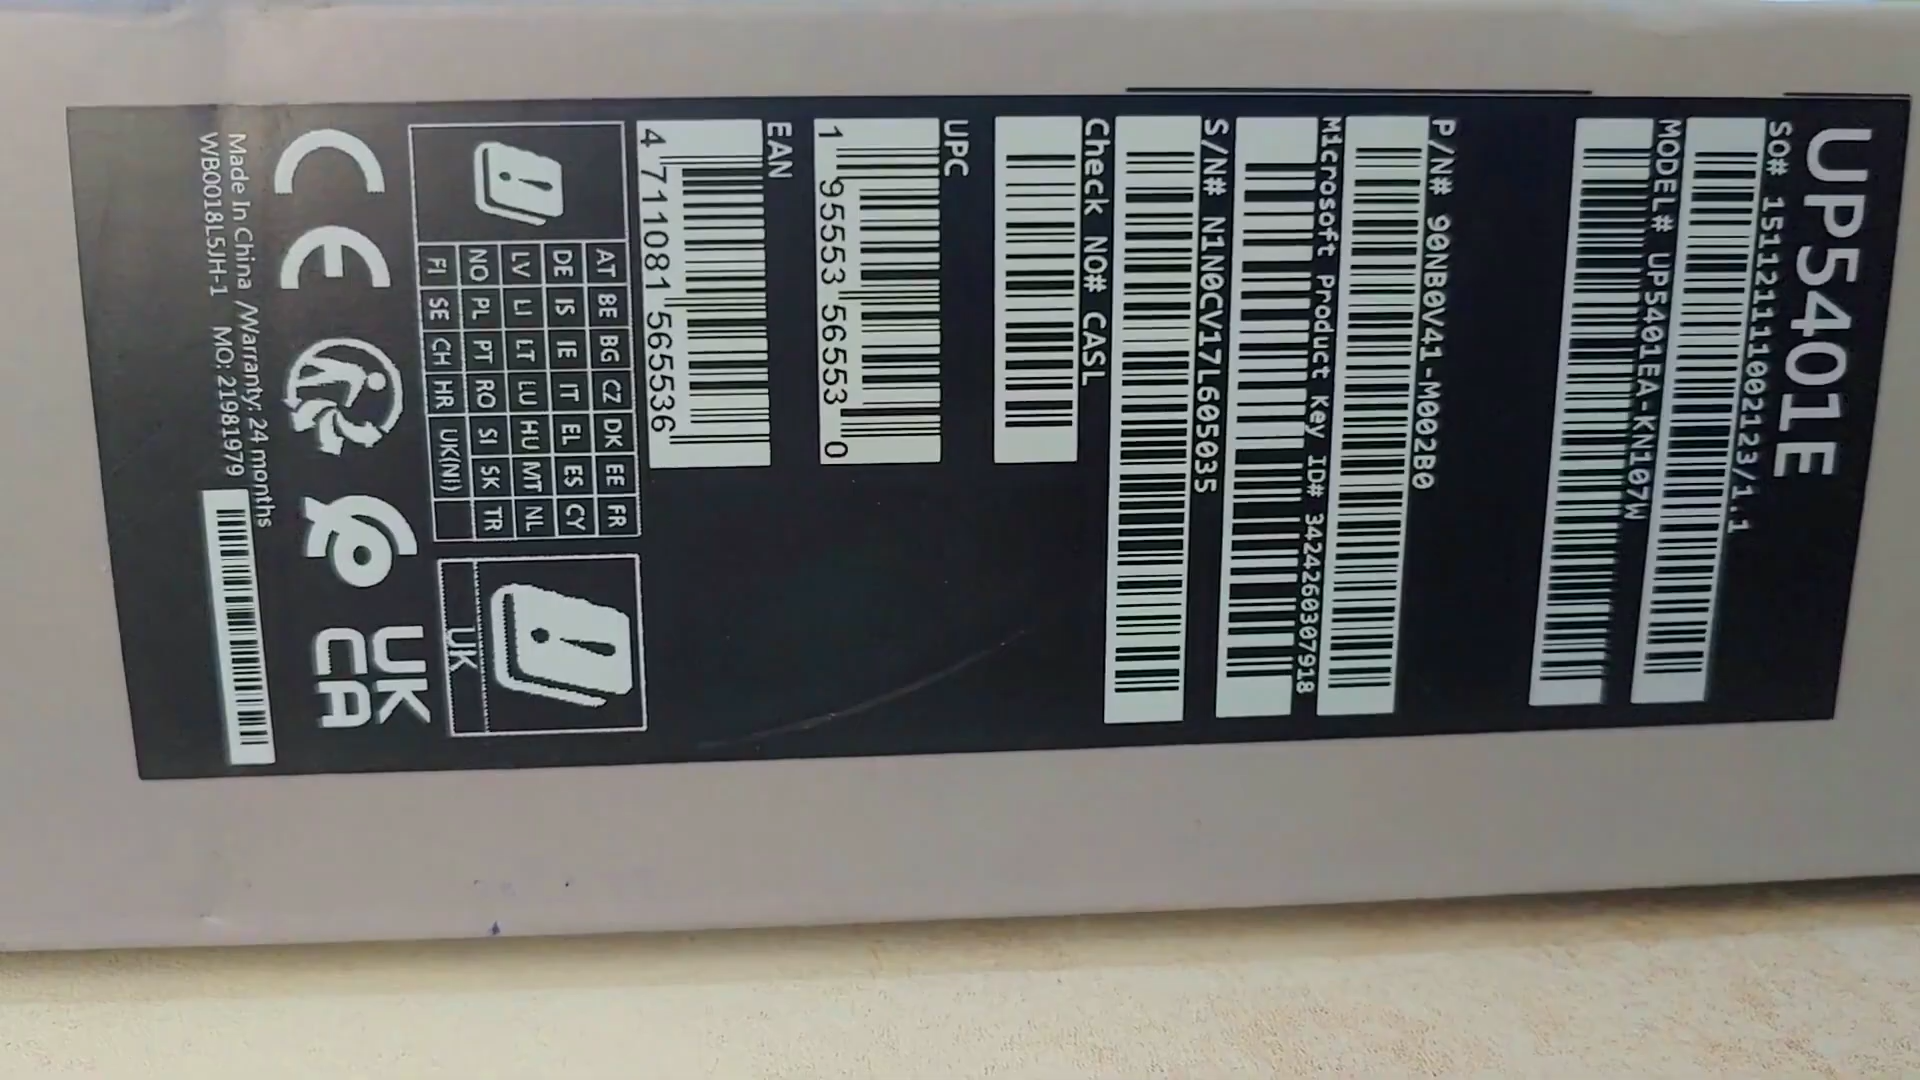 UP5401E
SO# 1511211110021 23/1.1
MODEL# UP5401EA-KN107W
P/N# 90NB0V41-M002B0
Microsoft Product Key ID# 3424260307918
S/N# N1N0CV17L605035
Check NO# CASL
UPC
1 95553 56553 0
EAN
4 711081 565536
AT BE BG CZ DK EE FR
DE IS IE IT EL ES CY
LV LI LT LU HU MT NL
NO PL PT RO SI SK TR
FI SE CH HR UK(NI)
UK
CE
UK
CA
Made In China /Warranty: 24 months
WB0018L5JH-1 MO: 21981979